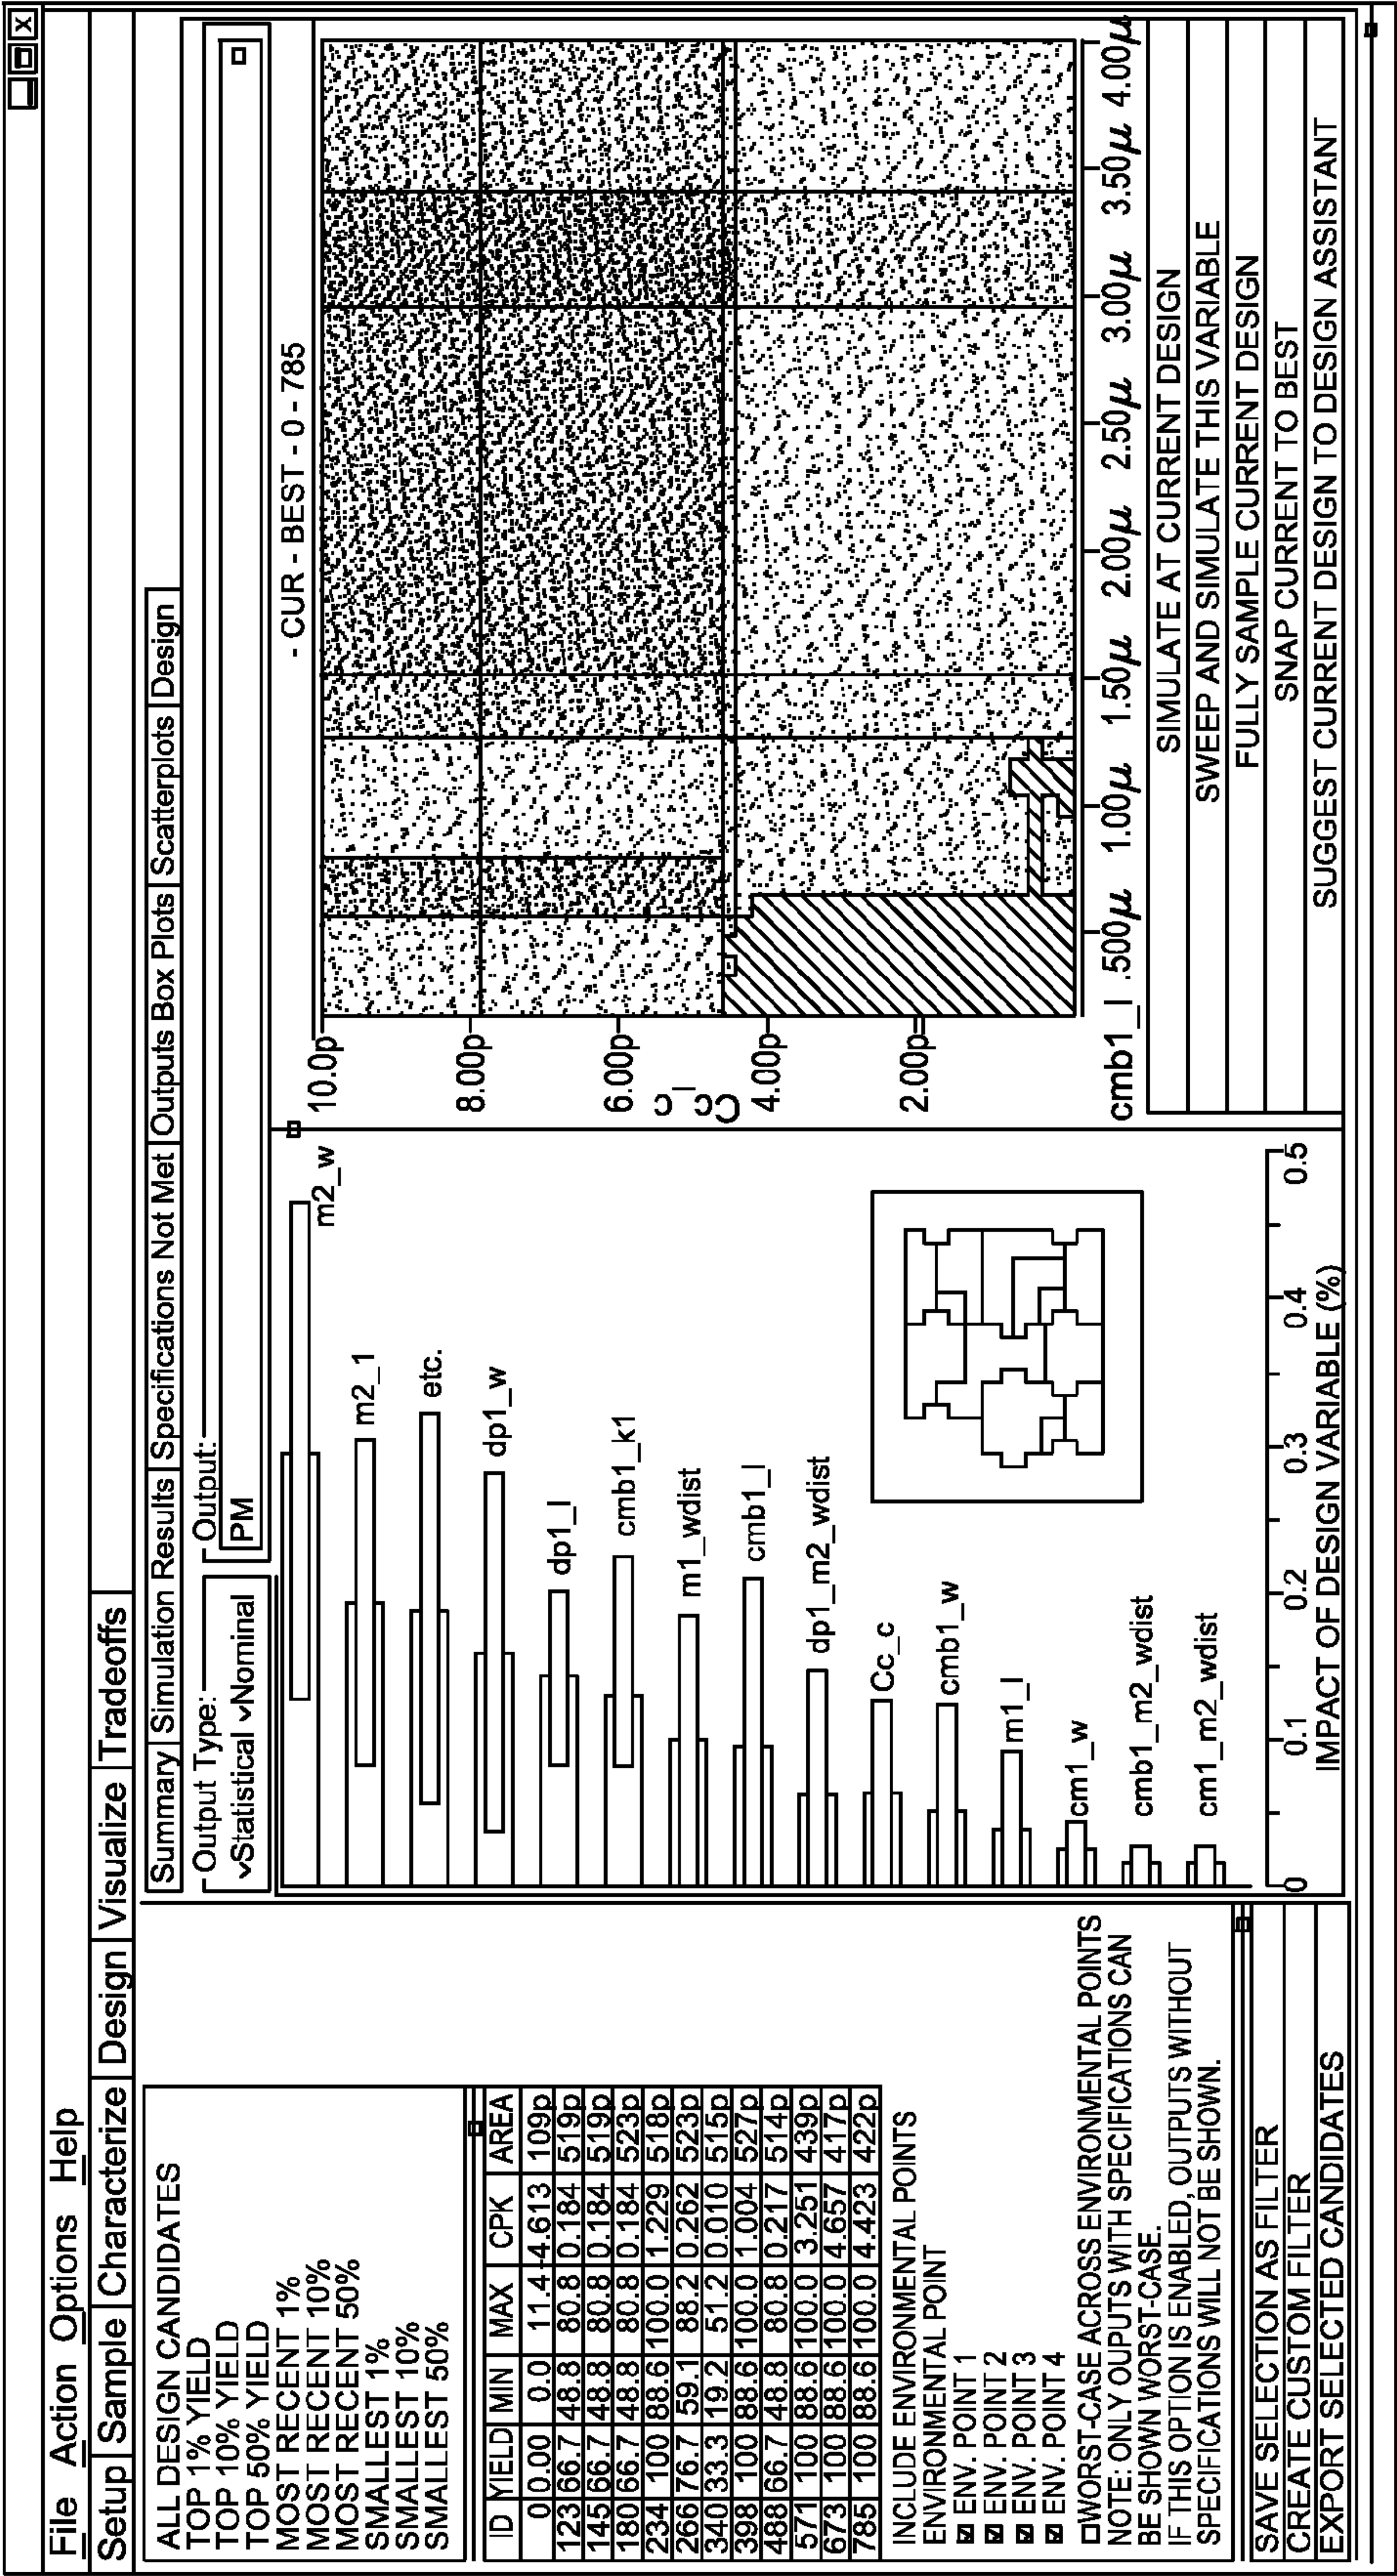 File Action Options Help
Setup Sample Characterize Design Visualize Tradeoffs
ALL DESIGN CANDIDATES
TOP 1% YIELD
TOP 10% YIELD
TOP 50% YIELD
MOST RECENT 1%
MOST RECENT 10%
MOST RECENT 50%
SMALLEST 1%
SMALLEST 10%
SMALLEST 50%
ID YIELD MIN MAX CPK AREA
0 0.00 0.0 11.4 -4.613 109p
123 66.7 48.8 80.8 0.184 519p
145 66.7 48.8 80.8 0.184 519p
180 66.7 48.8 80.8 0.184 523p
234 100 88.6 100.0 1.229 518p
266 76.7 59.1 88.2 0.262 523p
340 33.3 19.2 51.2 0.010 515p
398 100 88.6 100.0 1.004 527p
488 66.7 48.8 80.8 0.217 514p
571 100 88.6 100.0 3.251 439p
673 100 88.6 100.0 4.657 417p
785 100 88.6 100.0 4.423 422p
INCLUDE ENVIRONMENTAL POINTS
ENVIRONMENTAL POINT
ENV. POINT 1
ENV. POINT 2
ENV. POINT 3
ENV. POINT 4
WORST-CASE ACROSS ENVIRONMENTAL POINTS
NOTE: ONLY OUPUTS WITH SPECIFICATIONS CAN
BE SHOWN WORST-CASE.
IF THIS OPTION IS ENABLED, OUTPUTS WITHOUT
SPECIFICATIONS WILL NOT BE SHOWN.
SAVE SELECTION AS FILTER
CREATE CUSTOM FILTER
EXPORT SELECTED CANDIDATES
Summary Simulation Results Specifications Not Met Outputs Box Plots Scatterplots Design
Output Type: Output:
Statistical Nominal PM
m2_w
m2_1
etc.
dp1_w
dp1_l
cmb1_k1
m1_wdist
cmb1_l
dp1_m2_wdist
Cc_c
cmb1_w
m1_l
cm1_w
cmb1_m2_wdist
cm1_m2_wdist
0 0.1 0.2 0.3 0.4 0.5
IMPACT OF DESIGN VARIABLE (%)
- CUR - BEST - 0 - 785
10.0p
8.00p
6.00p
Cc_c
4.00p
2.00p
cmb1_l .500μ 1.00μ 1.50μ 2.00μ 2.50μ 3.00μ 3.50μ 4.00μ
SIMULATE AT CURRENT DESIGN
SWEEP AND SIMULATE THIS VARIABLE
FULLY SAMPLE CURRENT DESIGN
SNAP CURRENT TO BEST
SUGGEST CURRENT DESIGN TO DESIGN ASSISTANT